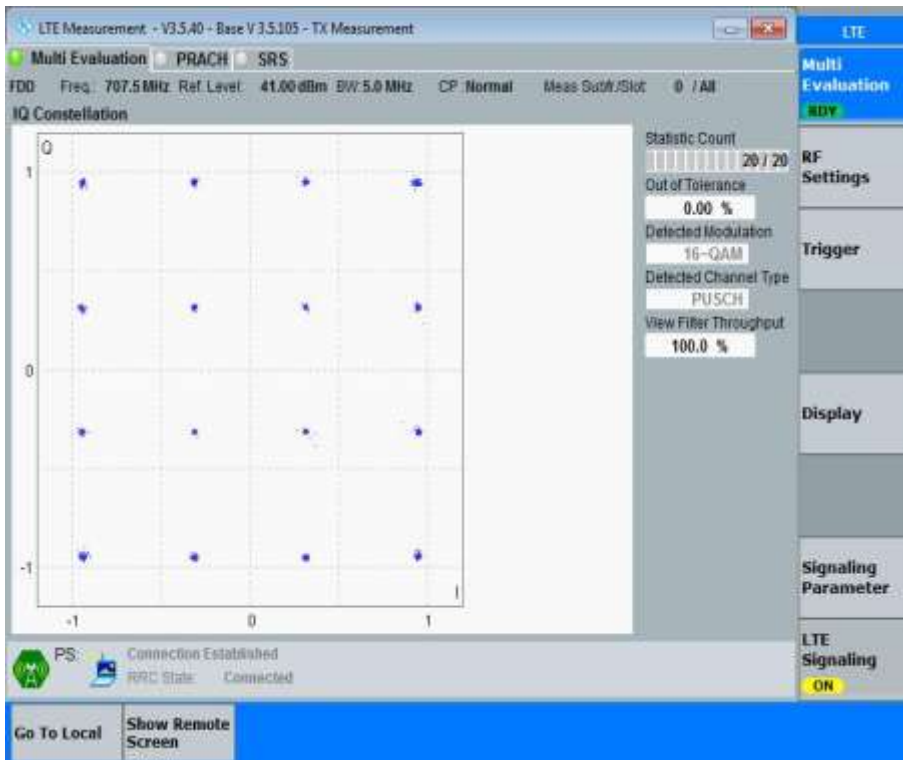 LTE Measurement - V3.5.40 - Base V 3.5.105 - TX Measurement
Multi Evaluation PRACH SRS
FDD Freq.: 707.5 MHz Ref. Level: 41.00 dBm BW: 5.0 MHz CP: Normal Meas Subfr./Slot: 0 / All
IQ Constellation
Q
1
0
-1
-1 0 1
I
Statistic Count
20 / 20
Out of Tolerance
0.00 %
Detected Modulation
16-QAM
Detected Channel Type
PUSCH
View Filter Throughput
100.0 %
PS:
Connection Established
RRC State: Connected
LTE
Multi
Evaluation
RDY
RF
Settings
Trigger
Display
Signaling
Parameter
LTE
Signaling
ON
Go To Local
Show Remote
Screen